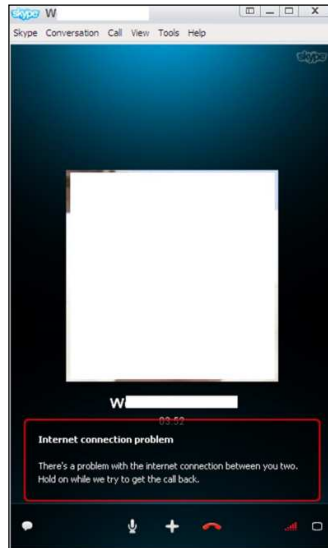 skype W
Skype Conversation Call View Tools Help
skype
W
03:52
Internet connection problem
There's a problem with the internet connection between you two.
Hold on while we try to get the call back.